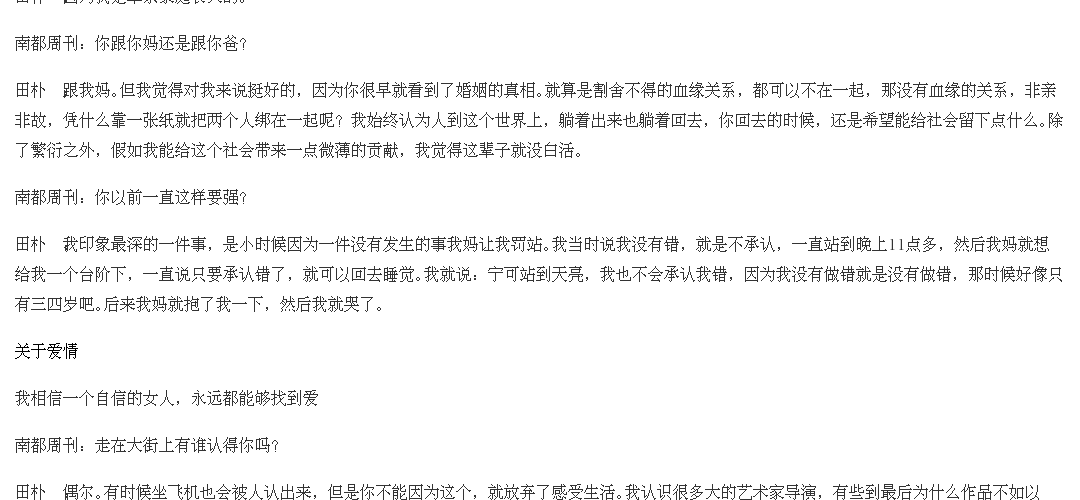 田朴　因为我是单亲家庭长大的。
南都周刊：你跟你妈还是跟你爸？
田朴　跟我妈。但我觉得对我来说挺好的，因为你很早就看到了婚姻的真相。就算是割舍不得的血缘关系，都可以不在一起，那没有血缘的关系，非亲
非故，凭什么靠一张纸就把两个人绑在一起呢？我始终认为人到这个世界上，躺着出来也躺着回去，你回去的时候，还是希望能给社会留下点什么。除
了繁衍之外，假如我能给这个社会带来一点微薄的贡献，我觉得这辈子就没白活。
南都周刊：你以前一直这样要强？
田朴　我印象最深的一件事，是小时候因为一件没有发生的事我妈让我罚站。我当时说我没有错，就是不承认，一直站到晚上11点多，然后我妈就想
给我一个台阶下，一直说只要承认错了，就可以回去睡觉。我就说：宁可站到天亮，我也不会承认我错，因为我没有做错就是没有做错，那时候好像只
有三四岁吧。后来我妈就抱了我一下，然后我就哭了。
关于爱情
我相信一个自信的女人，永远都能够找到爱
南都周刊：走在大街上有谁认得你吗？
田朴　偶尔。有时候坐飞机也会被人认出来，但是你不能因为这个，就放弃了感受生活。我认识很多大的艺术家导演，有些到最后为什么作品不如以